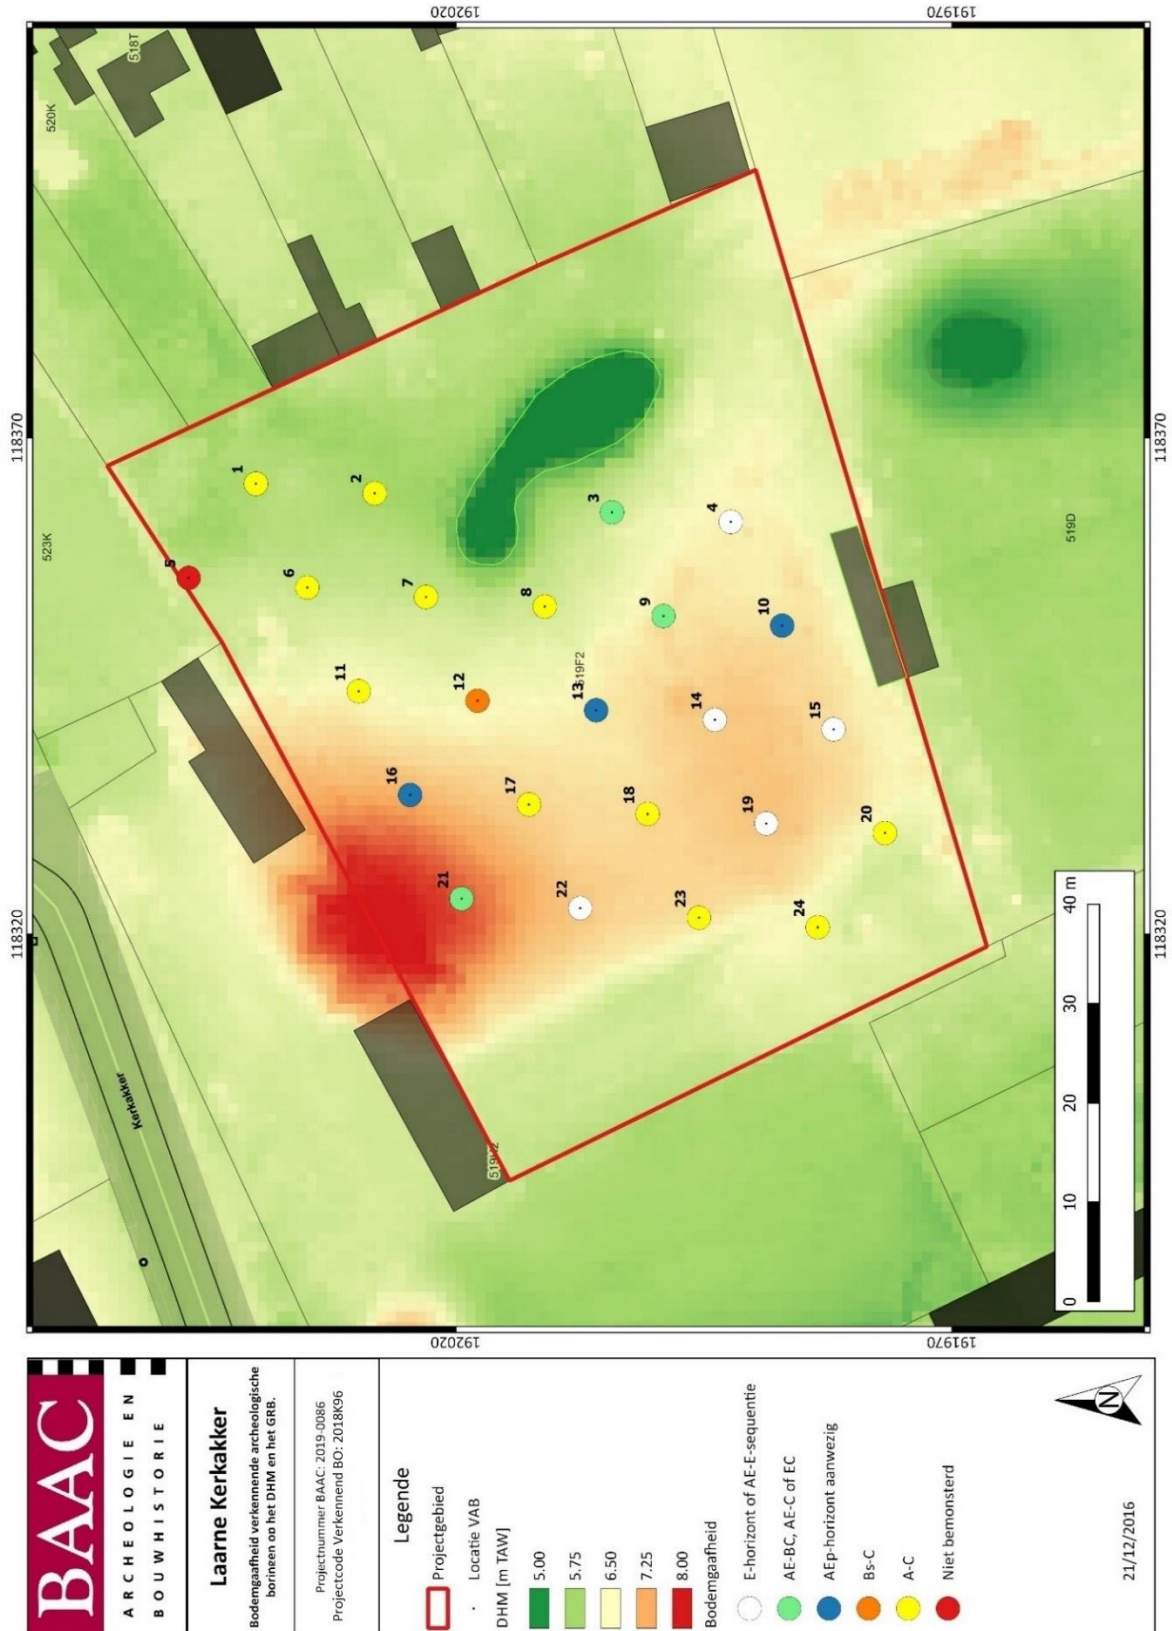 BAAC
ARCHEOLOGIE EN
BOUWHISTORIE
Laarne Kerkakker
Bodemgaafheid verkennende archeologische
boringen op het DHM en het GRB.
Projectnummer BAAC: 2019-0086
Projectcode Verkennend BO: 2018K96
Legende
Projectgebied
Locatie VAB
DHM [m TAW]
5.00
5.75
6.50
7.25
8.00
Bodemgaafheid
E-horizont of AE-E-sequentie
AE-BC, AE-C of EC
AEp-horizont aanwezig
Bs-C
A-C
Niet bemonsterd
21/12/2016
N
118320
118370
192020
192020
191970
191970
118320
118370
Kerkakker
523K
520K
518T
519F2
519D
1
2
3
4
5
6
7
8
9
10
11
12
13
14
15
16
17
18
19
20
21
22
23
24
0 10 20 30 40 m